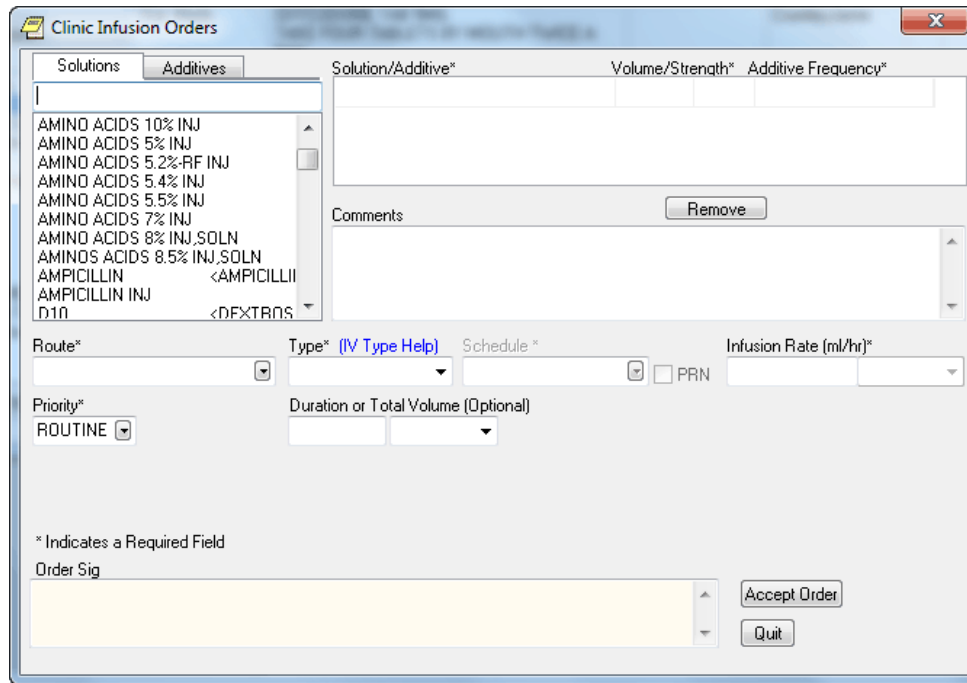 Clinic Infusion Orders
Solutions Additives
Solution/Additive* Volume/Strength* Additive Frequency*
AMINO ACIDS 10% INJ
AMINO ACIDS 5% INJ
AMINO ACIDS 5.2%-RF INJ
AMINO ACIDS 5.4% INJ
AMINO ACIDS 5.5% INJ
AMINO ACIDS 7% INJ
AMINO ACIDS 8% INJ,SOLN
AMINOS ACIDS 8.5% INJ,SOLN
AMPICILLIN <AMPICILLI
AMPICILLIN INJ
D10 <DEXTROS
Remove
Comments
Route* Type* (IV Type Help) Schedule * Infusion Rate (ml/hr)*
PRN
Priority* Duration or Total Volume (Optional)
ROUTINE
* Indicates a Required Field
Order Sig
Accept Order
Quit